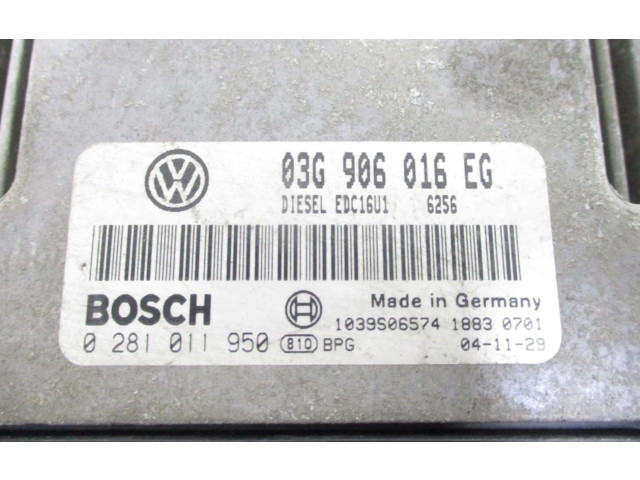 03G 906 016 EG
DIESEL EDC16U1 6256
BOSCH
Made in Germany
1039S06574 1883 0701
0 281 011 950 810 BPG 04-11-29